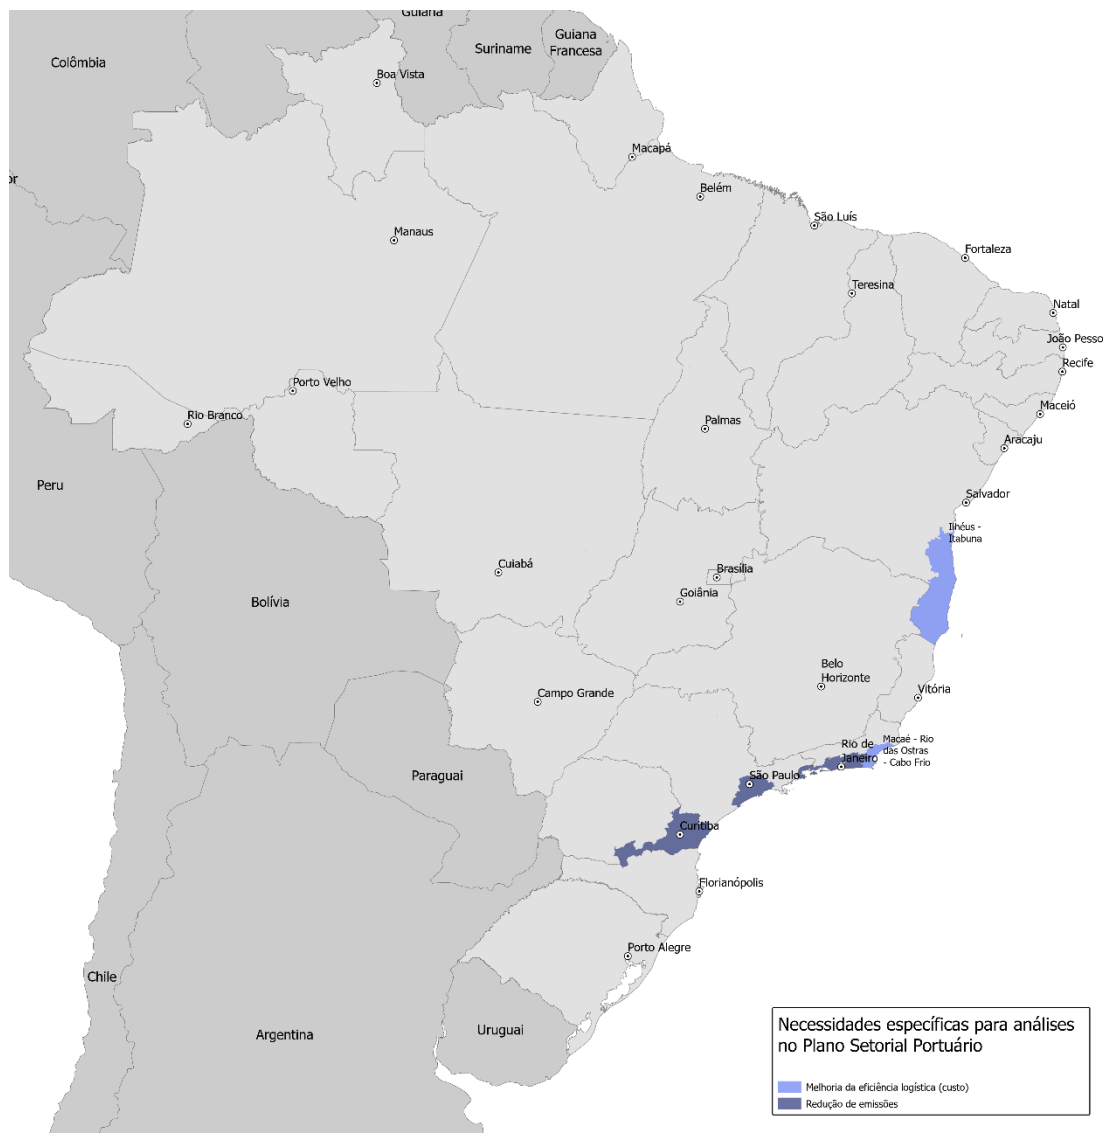 Guiana
Guiana
Francesa
Suriname
Colômbia
Boa Vista
Macapá
or
Belém
São Luís
Manaus
Fortaleza
Teresina
Natal
João Pesso
Recife
Porto Velho
Maceió
Rio Branco
Palmas
Aracaju
Peru
Salvador
Ilhéus -
Itabuna
Cuiabá
Brasília
Goiânia
Bolívia
Belo
Horizonte
Campo Grande
Vitória
Rio de
Janeiro
Macaé - Rio
das Ostras
- Cabo Frio
Paraguai
São Paulo
Curitiba
Florianópolis
Porto Alegre
Chile
Argentina
Uruguai
Necessidades específicas para análises
no Plano Setorial Portuário
Melhoria da eficiência logística (custo)
Redução de emissões